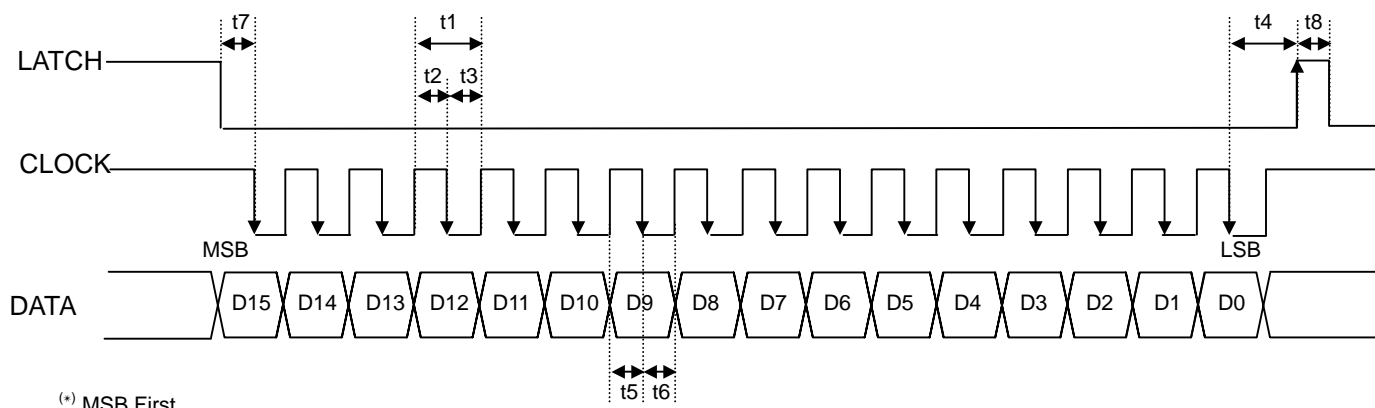 t7 t1 t4 t8
LATCH
t2 t3
CLOCK
MSB LSB
DATA D15 D14 D13 D12 D11 D10 D9 D8 D7 D6 D5 D4 D3 D2 D1 D0
t5 t6
(*) MSB First